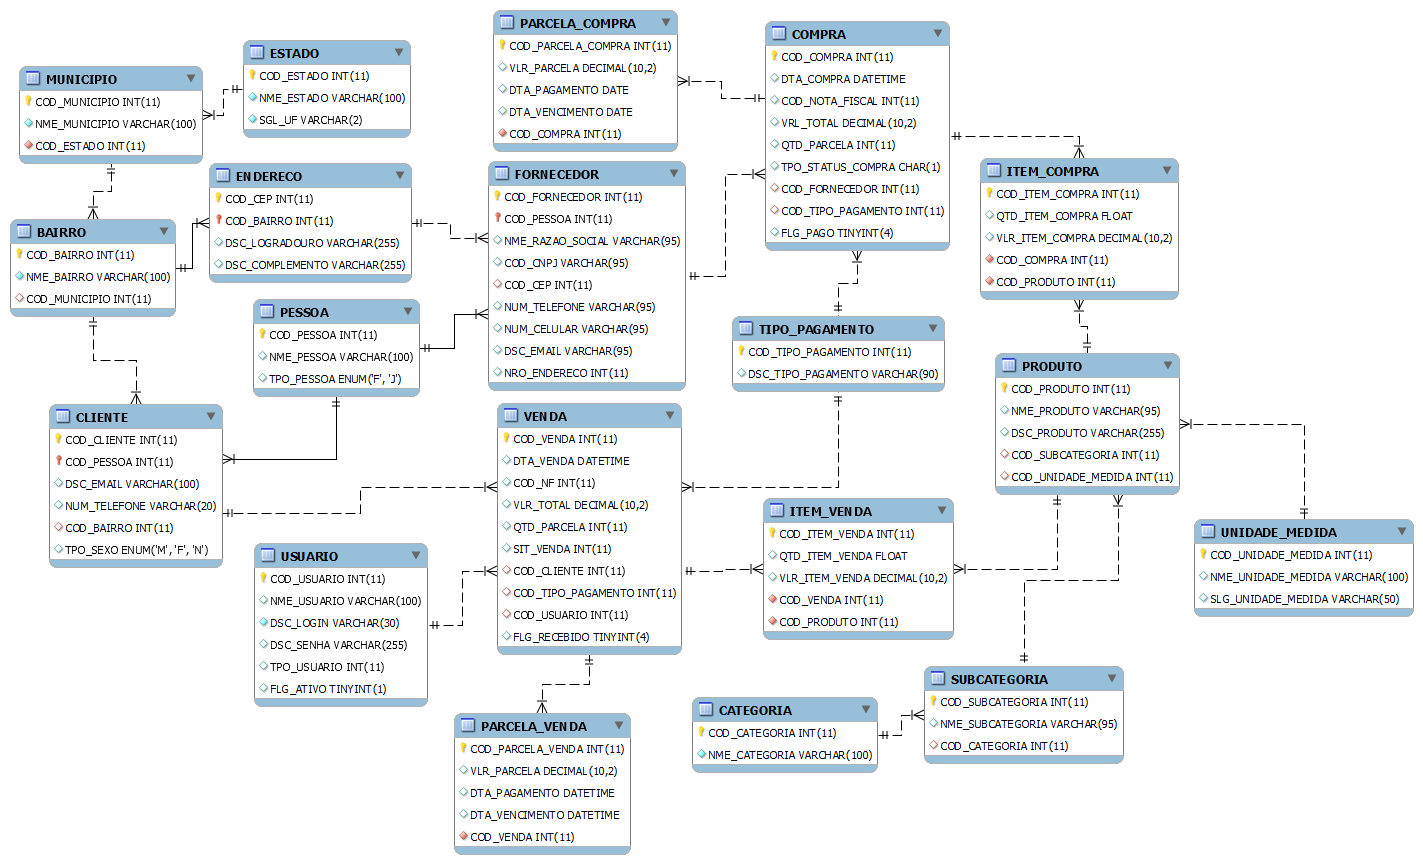 PARCELA_COMPRA
COD_PARCELA_COMPRA INT(11)
VLR_PARCELA DECIMAL(10,2)
DTA_PAGAMENTO DATE
DTA_VENCIMENTO DATE
COD_COMPRA INT(11)
COMPRA
COD_COMPRA INT(11)
DTA_COMPRA DATETIME
COD_NOTA_FISCAL INT(11)
VRL_TOTAL DECIMAL(10,2)
QTD_PARCELA INT(11)
TPO_STATUS_COMPRA CHAR(1)
COD_FORNECEDOR INT(11)
COD_TIPO_PAGAMENTO INT(11)
FLG_PAGO TINYINT(4)
ESTADO
COD_ESTADO INT(11)
NME_ESTADO VARCHAR(100)
SGL_UF VARCHAR(2)
MUNICIPIO
COD_MUNICIPIO INT(11)
NME_MUNICIPIO VARCHAR(100)
COD_ESTADO INT(11)
ENDERECO
COD_CEP INT(11)
COD_BAIRRO INT(11)
DSC_LOGRADOURO VARCHAR(255)
DSC_COMPLEMENTO VARCHAR(255)
FORNECEDOR
COD_FORNECEDOR INT(11)
COD_PESSOA INT(11)
NME_RAZAO_SOCIAL VARCHAR(95)
COD_CNPJ VARCHAR(95)
COD_CEP INT(11)
NUM_TELEFONE VARCHAR(95)
NUM_CELULAR VARCHAR(95)
DSC_EMAIL VARCHAR(95)
NRO_ENDERECO INT(11)
ITEM_COMPRA
COD_ITEM_COMPRA INT(11)
QTD_ITEM_COMPRA FLOAT
VLR_ITEM_COMPRA DECIMAL(10,2)
COD_COMPRA INT(11)
COD_PRODUTO INT(11)
BAIRRO
COD_BAIRRO INT(11)
NME_BAIRRO VARCHAR(100)
COD_MUNICIPIO INT(11)
PESSOA
COD_PESSOA INT(11)
NME_PESSOA VARCHAR(100)
TPO_PESSOA ENUM('F', 'J')
TIPO_PAGAMENTO
COD_TIPO_PAGAMENTO INT(11)
DSC_TIPO_PAGAMENTO VARCHAR(90)
PRODUTO
COD_PRODUTO INT(11)
NME_PRODUTO VARCHAR(95)
DSC_PRODUTO VARCHAR(255)
COD_SUBCATEGORIA INT(11)
COD_UNIDADE_MEDIDA INT(11)
CLIENTE
COD_CLIENTE INT(11)
COD_PESSOA INT(11)
DSC_EMAIL VARCHAR(100)
NUM_TELEFONE VARCHAR(20)
COD_BAIRRO INT(11)
TPO_SEXO ENUM('M', 'F', 'N')
VENDA
COD_VENDA INT(11)
DTA_VENDA DATETIME
COD_NF INT(11)
VLR_TOTAL DECIMAL(10,2)
QTD_PARCELA INT(11)
SIT_VENDA INT(11)
COD_CLIENTE INT(11)
COD_TIPO_PAGAMENTO INT(11)
COD_USUARIO INT(11)
FLG_RECEBIDO TINYINT(4)
ITEM_VENDA
COD_ITEM_VENDA INT(11)
QTD_ITEM_VENDA FLOAT
VLR_ITEM_VENDA DECIMAL(10,2)
COD_VENDA INT(11)
COD_PRODUTO INT(11)
UNIDADE_MEDIDA
COD_UNIDADE_MEDIDA INT(11)
NME_UNIDADE_MEDIDA VARCHAR(100)
SLG_UNIDADE_MEDIDA VARCHAR(50)
USUARIO
COD_USUARIO INT(11)
NME_USUARIO VARCHAR(100)
DSC_LOGIN VARCHAR(30)
DSC_SENHA VARCHAR(255)
TPO_USUARIO INT(11)
FLG_ATIVO TINYINT(1)
SUBCATEGORIA
COD_SUBCATEGORIA INT(11)
NME_SUBCATEGORIA VARCHAR(95)
COD_CATEGORIA INT(11)
CATEGORIA
COD_CATEGORIA INT(11)
NME_CATEGORIA VARCHAR(100)
PARCELA_VENDA
COD_PARCELA_VENDA INT(11)
VLR_PARCELA DECIMAL(10,2)
DTA_PAGAMENTO DATETIME
DTA_VENCIMENTO DATETIME
COD_VENDA INT(11)